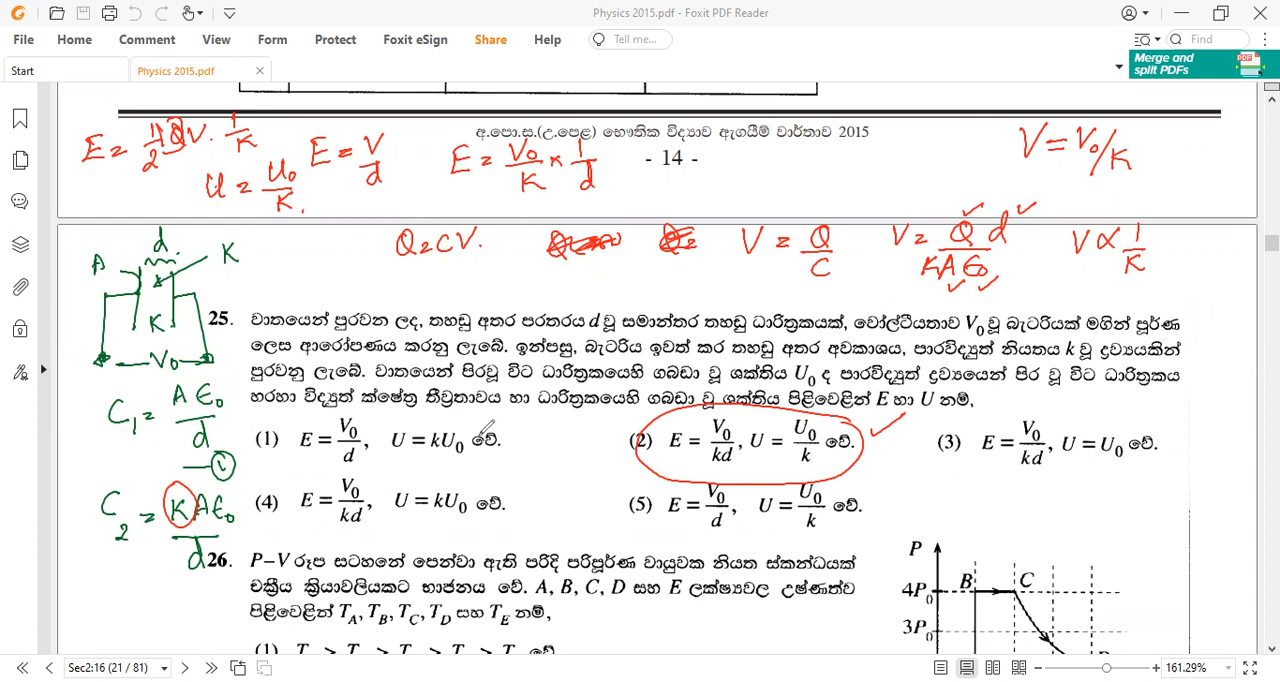 Physics 2015.pdf - Foxit PDF Reader
File Home Comment View Form Protect Foxit eSign Share Help Tell me... Find
Start Physics 2015.pdf
Merge and split PDFs
අ.පො.ස.(උ.පෙළ) භෞතික විද්‍යාව ඇගයීම් වාර්තාව 2015
- 14 -
U = U₀/K
E = V/d
E = V₀/K × 1/d
V = V₀/K
Q = CV.
V = Q/C
V = Qd/KAε₀
V ∝ 1/K
A d K
K
V₀
C₁ = Aε₀/d
C₂ = KAε₀/d
25. වාතයෙන් පුරවන ලද, තහඩු අතර පරතරය d වූ සමාන්තර තහඩු ධාරිත්‍රකයක්, වෝල්ටීයතාව V₀ වූ බැටරියක් මගින් පූර්ණ
ලෙස ආරෝපණය කරනු ලැබේ. ඉන්පසු, බැටරිය ඉවත් කර තහඩු අතර අවකාශය, පාරවිද්‍යුත් නියතය k වූ ද්‍රව්‍යයකින්
පුරවනු ලැබේ. වාතයෙන් පිරවූ විට ධාරිත්‍රකයෙහි ගබඩා වූ ශක්තිය U₀ ද පාරවිද්‍යුත් ද්‍රව්‍යයෙන් පිර වූ විට ධාරිත්‍රකය
හරහා විද්‍යුත් ක්ෂේත්‍ර තීව්‍රතාවය හා ධාරිත්‍රකයෙහි ගබඩා වූ ශක්තිය පිළිවෙළින් E හා U නම්,
(1) E = V₀/d, U = kU₀ වේ. (2) E = V₀/kd, U = U₀/k වේ. (3) E = V₀/kd, U = U₀ වේ.
(4) E = V₀/kd, U = kU₀ වේ. (5) E = V₀/d, U = U₀/k වේ.
26. P–V රූප සටහනේ පෙන්වා ඇති පරිදි පරිපූර්ණ වායුවක නියත ස්කන්ධයක්
චක්‍රීය ක්‍රියාවලියකට භාජනය වේ. A, B, C, D සහ E ලක්ෂ්‍යවල උෂ්ණත්ව
පිළිවෙළින් T_A, T_B, T_C, T_D සහ T_E නම්,
P
4P₀ B C
3P₀
Sec2:16 (21 / 81) 161.29%